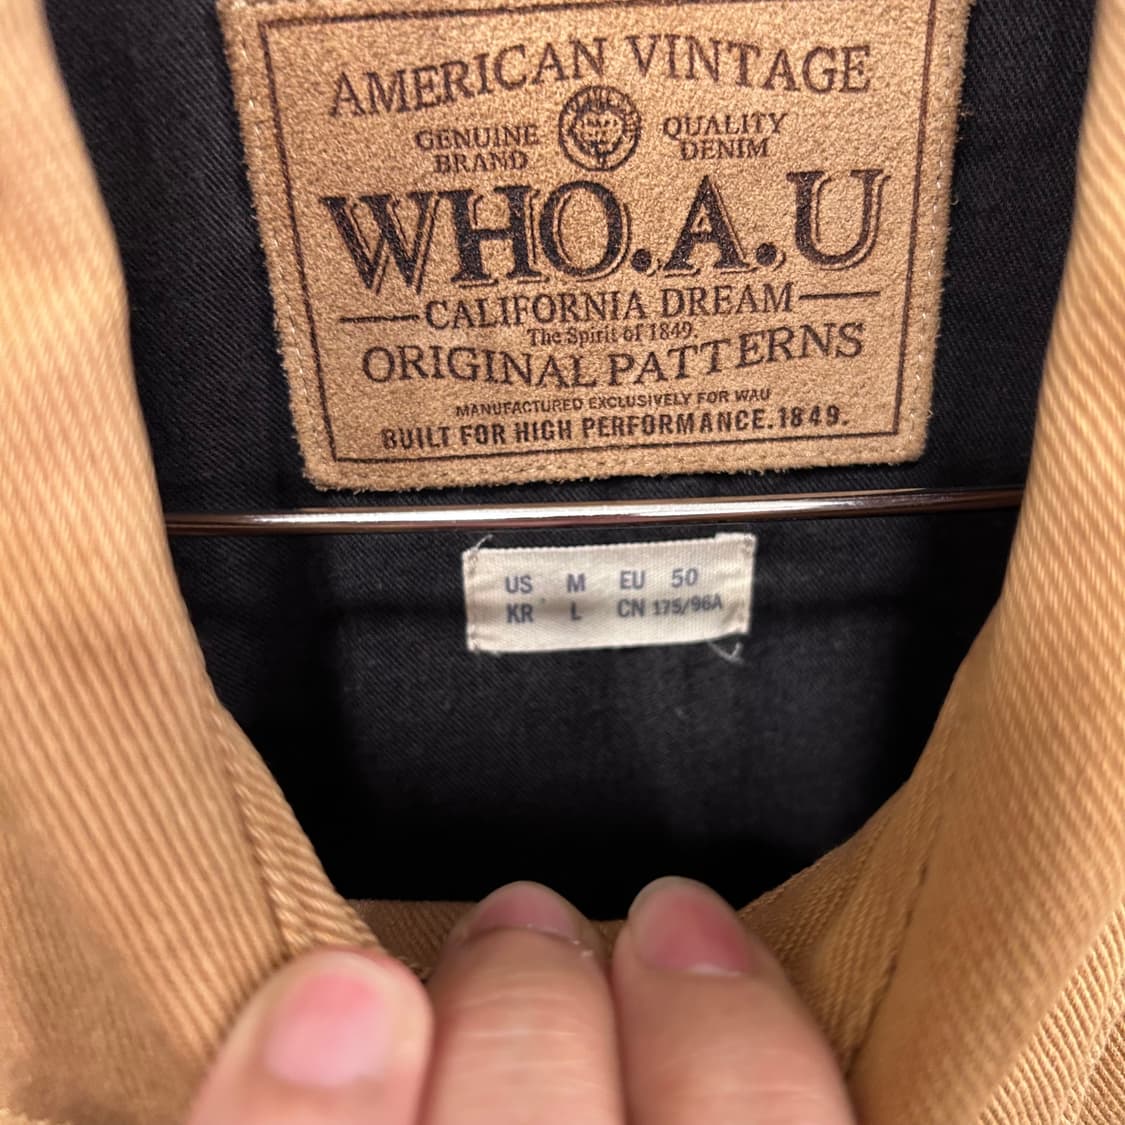 AMERICAN VINTAGE
GENUINE BRAND
QUALITY DENIM
WHO.A.U
CALIFORNIA DREAM
The Spirit of 1849
ORIGINAL PATTERNS
MANUFACTURED EXCLUSIVELY FOR WAU
BUILT FOR HIGH PERFORMANCE.1849.
US M EU 50
KR L CN 175/96A